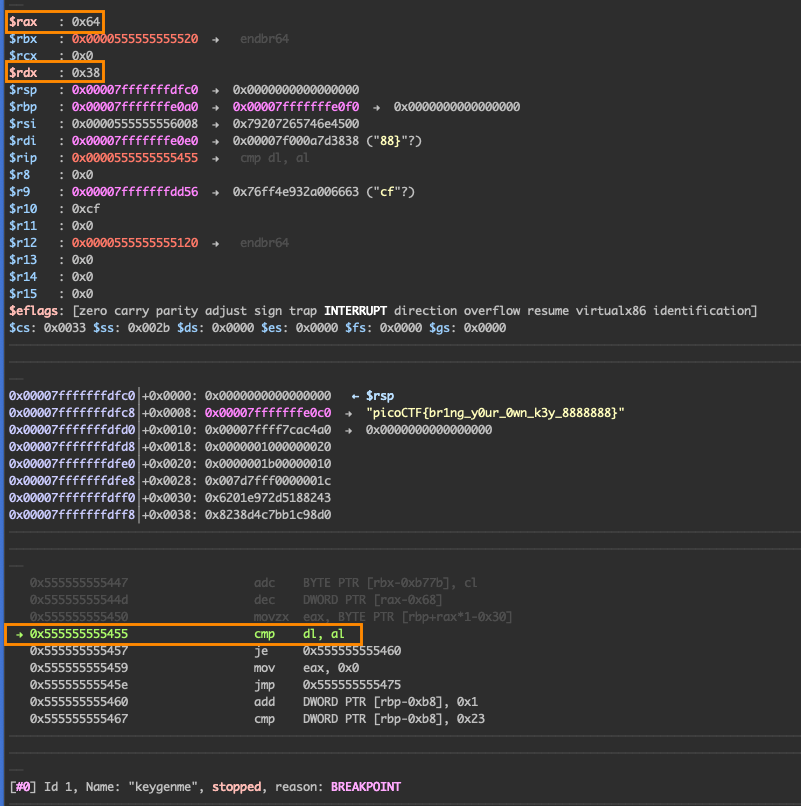 $rax : 0x64
$rbx : 0x0000555555555520 → endbr64
$rcx : 0x0
$rdx : 0x38
$rsp : 0x00007fffffffdfc0 → 0x0000000000000000
$rbp : 0x00007fffffffe0a0 → 0x00007fffffffe0f0 → 0x0000000000000000
$rsi : 0x0000555555556008 → 0x79207265746e4500
$rdi : 0x00007fffffffe0e0 → 0x00007f000a7d3838 ("88}"?)
$rip : 0x0000555555555455 → cmp dl, al
$r8 : 0x0
$r9 : 0x00007fffffffdd56 → 0x76ff4e932a006663 ("cf"?)
$r10 : 0xcf
$r11 : 0x0
$r12 : 0x0000555555555120 → endbr64
$r13 : 0x0
$r14 : 0x0
$r15 : 0x0
$eflags: [zero carry parity adjust sign trap INTERRUPT direction overflow resume virtualx86 identification]
$cs: 0x0033 $ss: 0x002b $ds: 0x0000 $es: 0x0000 $fs: 0x0000 $gs: 0x0000
0x00007fffffffdfc0│+0x0000: 0x0000000000000000 ← $rsp
0x00007fffffffdfc8│+0x0008: 0x00007fffffffe0c0 → "picoCTF{br1ng_y0ur_0wn_k3y_8888888}"
0x00007fffffffdfd0│+0x0010: 0x00007ffff7cac4a0 → 0x0000000000000000
0x00007fffffffdfd8│+0x0018: 0x0000001000000020
0x00007fffffffdfe0│+0x0020: 0x0000001b00000010
0x00007fffffffdfe8│+0x0028: 0x007d7fff0000001c
0x00007fffffffdff0│+0x0030: 0x6201e972d5188243
0x00007fffffffdff8│+0x0038: 0x8238d4c7bb1c98d0
0x555555555447 adc BYTE PTR [rbx-0xb77b], cl
0x55555555544d dec DWORD PTR [rax-0x68]
0x555555555450 movzx eax, BYTE PTR [rbp+rax*1-0x30]
→ 0x555555555455 cmp dl, al
0x555555555457 je 0x555555555460
0x555555555459 mov eax, 0x0
0x55555555545e jmp 0x555555555475
0x555555555460 add DWORD PTR [rbp-0xb8], 0x1
0x555555555467 cmp DWORD PTR [rbp-0xb8], 0x23
[#0] Id 1, Name: "keygenme", stopped, reason: BREAKPOINT